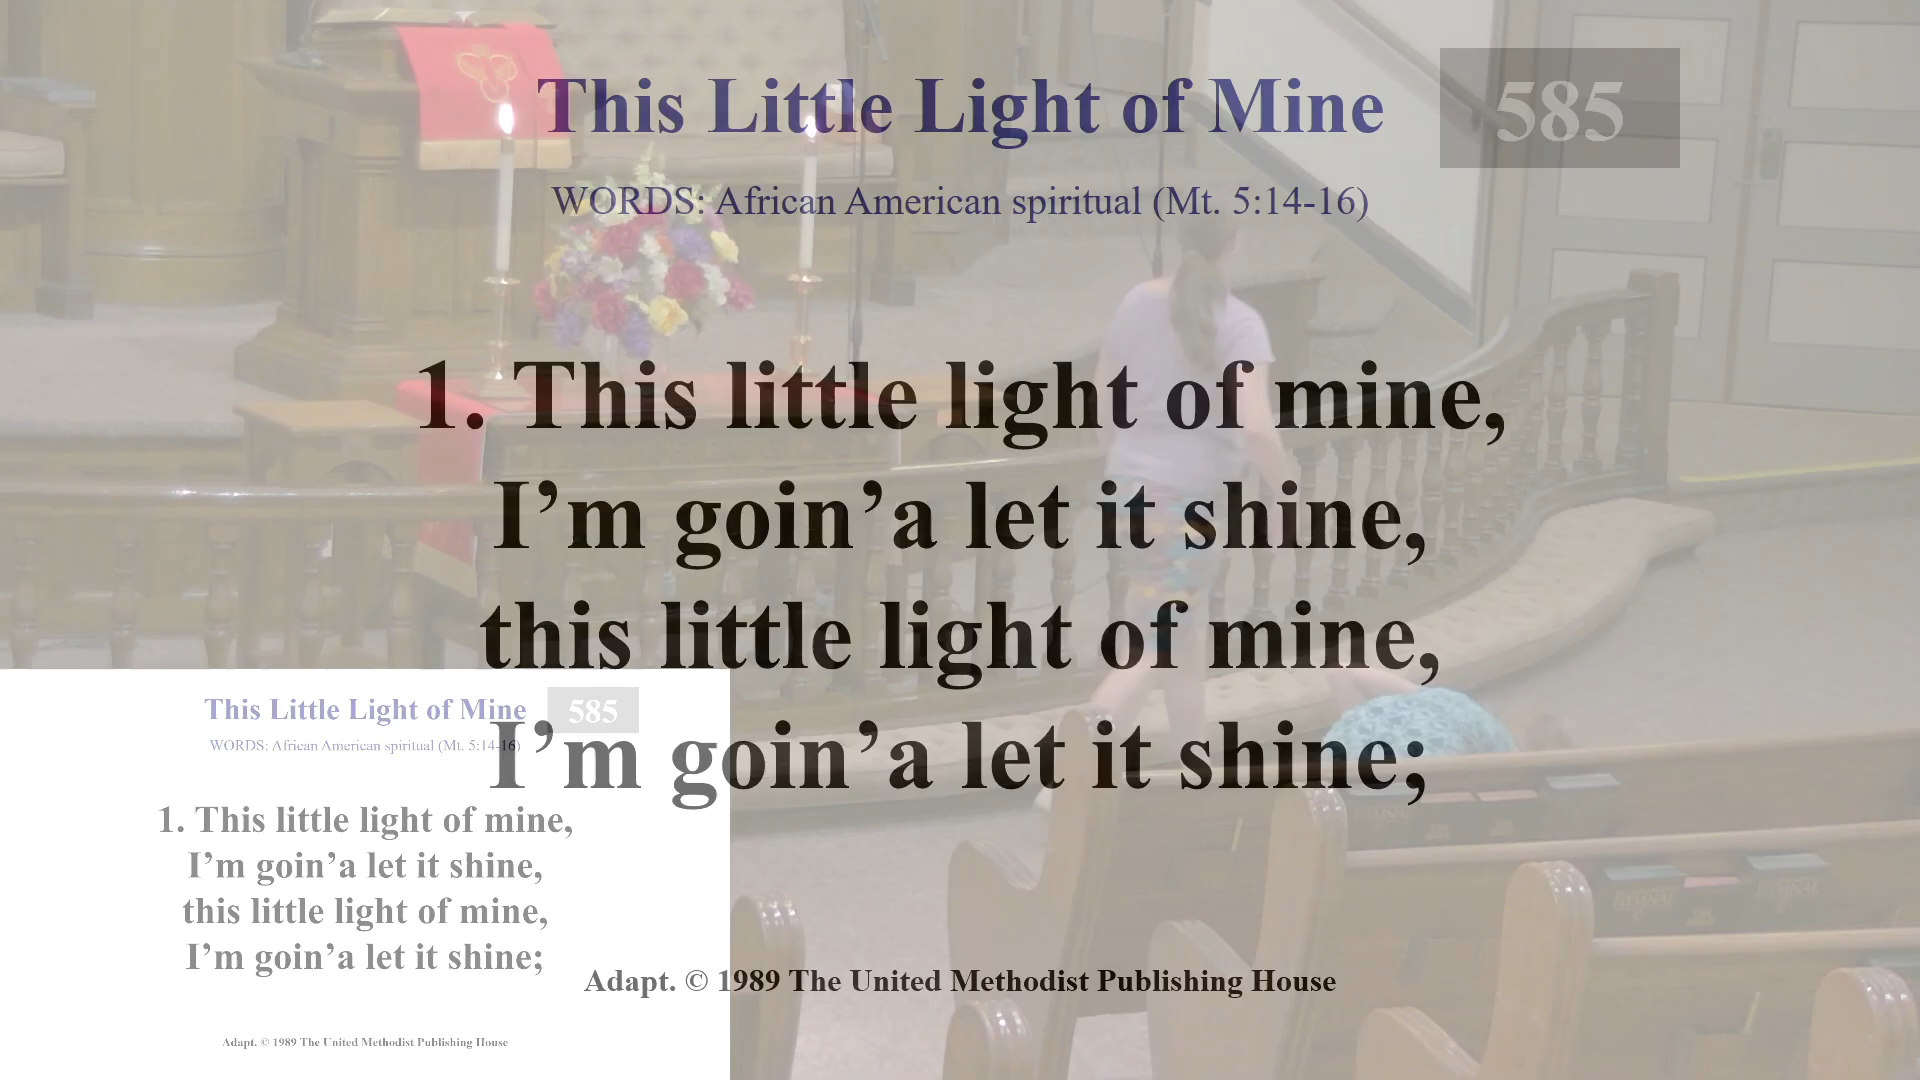 This Little Light of Mine
585
WORDS: African American spiritual (Mt. 5:14-16)
1. This little light of mine,
I’m goin’a let it shine,
this little light of mine,
I’m goin’a let it shine;
Adapt. © 1989 The United Methodist Publishing House
This Little Light of Mine
585
WORDS: African American spiritual (Mt. 5:14-16)
1. This little light of mine,
I’m goin’a let it shine,
this little light of mine,
I’m goin’a let it shine;
Adapt. © 1989 The United Methodist Publishing House